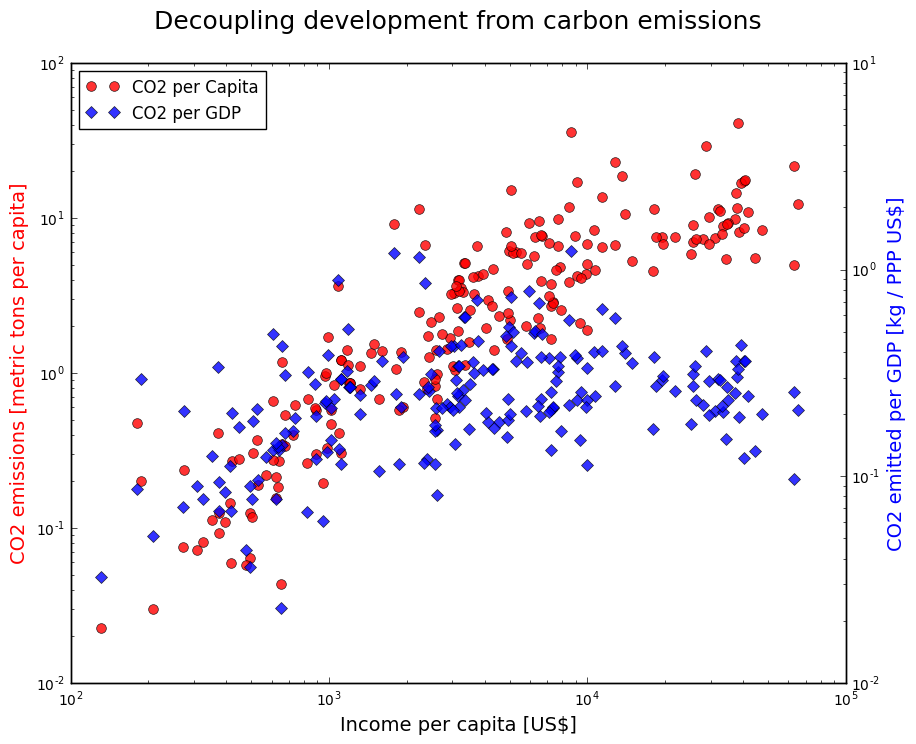 Decoupling development from carbon emissions
CO2 per Capita
CO2 per GDP
10^2
10^1
10^0
10^-1
10^-2
CO2 emissions [metric tons per capita]
10^1
10^0
10^-1
10^-2
CO2 emitted per GDP [kg / PPP US$]
10^2
10^3
10^4
10^5
Income per capita [US$]